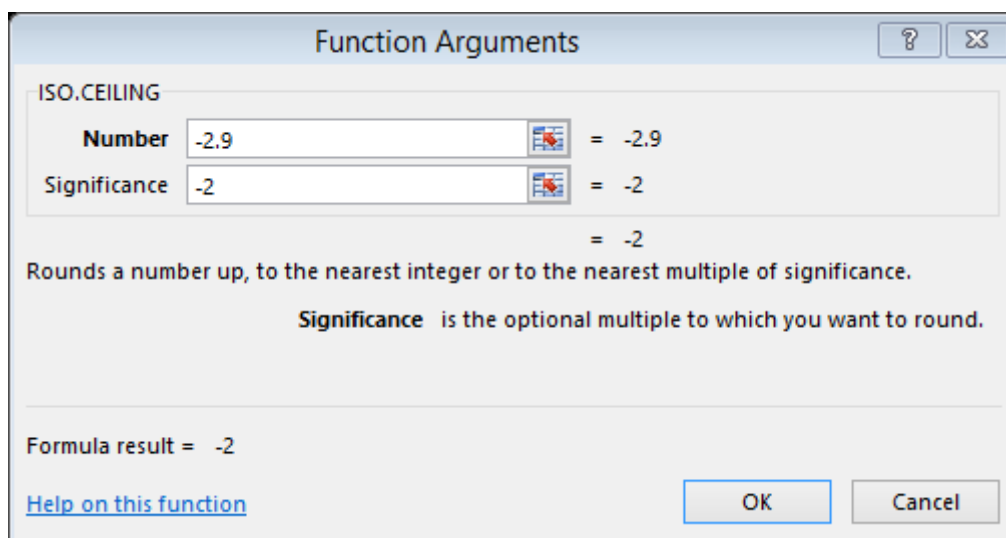 Function Arguments
ISO.CEILING
Number -2.9 = -2.9
Significance -2 = -2
= -2
Rounds a number up, to the nearest integer or to the nearest multiple of significance.
Significance is the optional multiple to which you want to round.
Formula result = -2
Help on this function OK Cancel